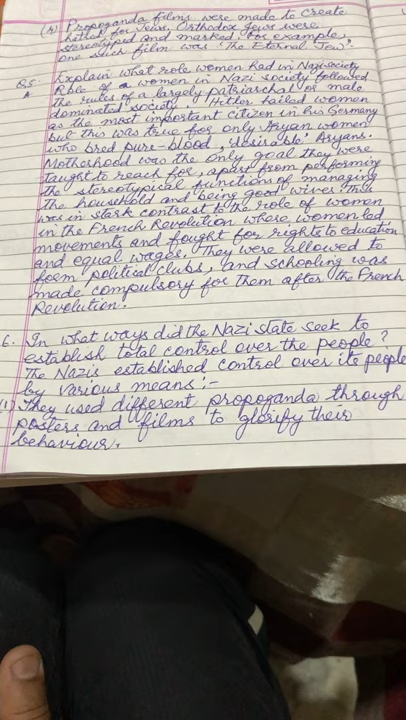 (h) Propoganda films were made to create
hatred for Jews, Orthodox Jews were
stereotyped and marked. For example,
one such film was 'The Eternal Jew'.
Q.5. Explain what role women had in Nazi society
A Role of a women in Nazi society followed
the rules of a largely patriarchal or male
dominated society. Hitler hailed women
as the most important citizen in his Germany
but this was true for only Aryan women
who bred pure-blood, 'desirable' Aryans.
Motherhood was the only goal they were
taught to reach for, apart from performing
the stereotypical functions of managing
the household and being good wives. This
was in stark contrast to the role of women
in the French Revolution where women led
movements and fought for rights to education
and equal wages. They were allowed to
form political clubs, and schooling was
made compulsory for them after the French
Revolution.
6. In what ways did the Nazi state seek to
establish total control over the people?
The Nazis established control over its people
by various means:-
(i) They used different propoganda through
posters and films to glorify their
behaviour.